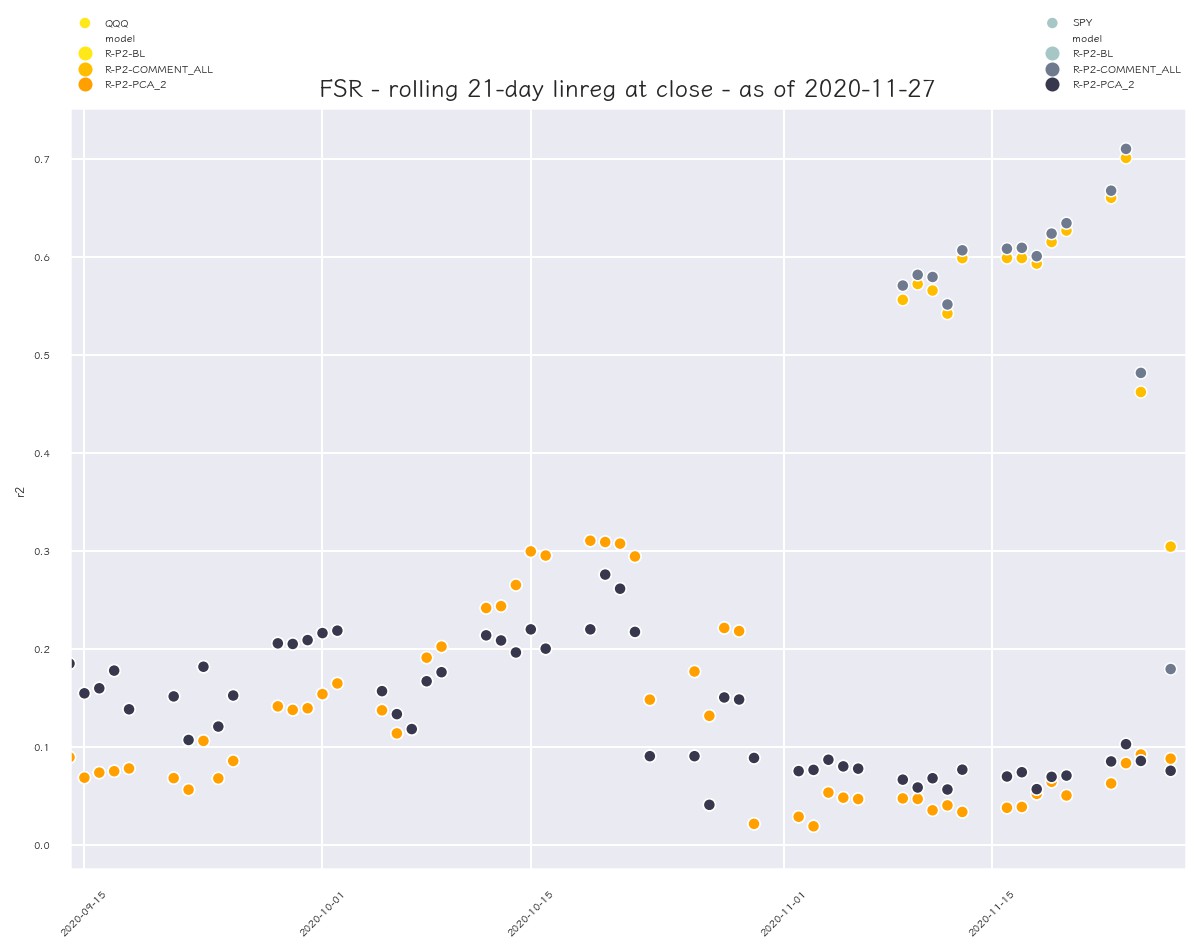 QQQ
model
R-P2-BL
R-P2-COMMENT_ALL
R-P2-PCA_2
SPY
model
R-P2-BL
R-P2-COMMENT_ALL
R-P2-PCA_2
FSR - rolling 21-day linreg at close - as of 2020-11-27
0.7
0.6
0.5
0.4
0.3
0.2
0.1
0.0
r2
2020-09-15
2020-10-01
2020-10-15
2020-11-01
2020-11-15